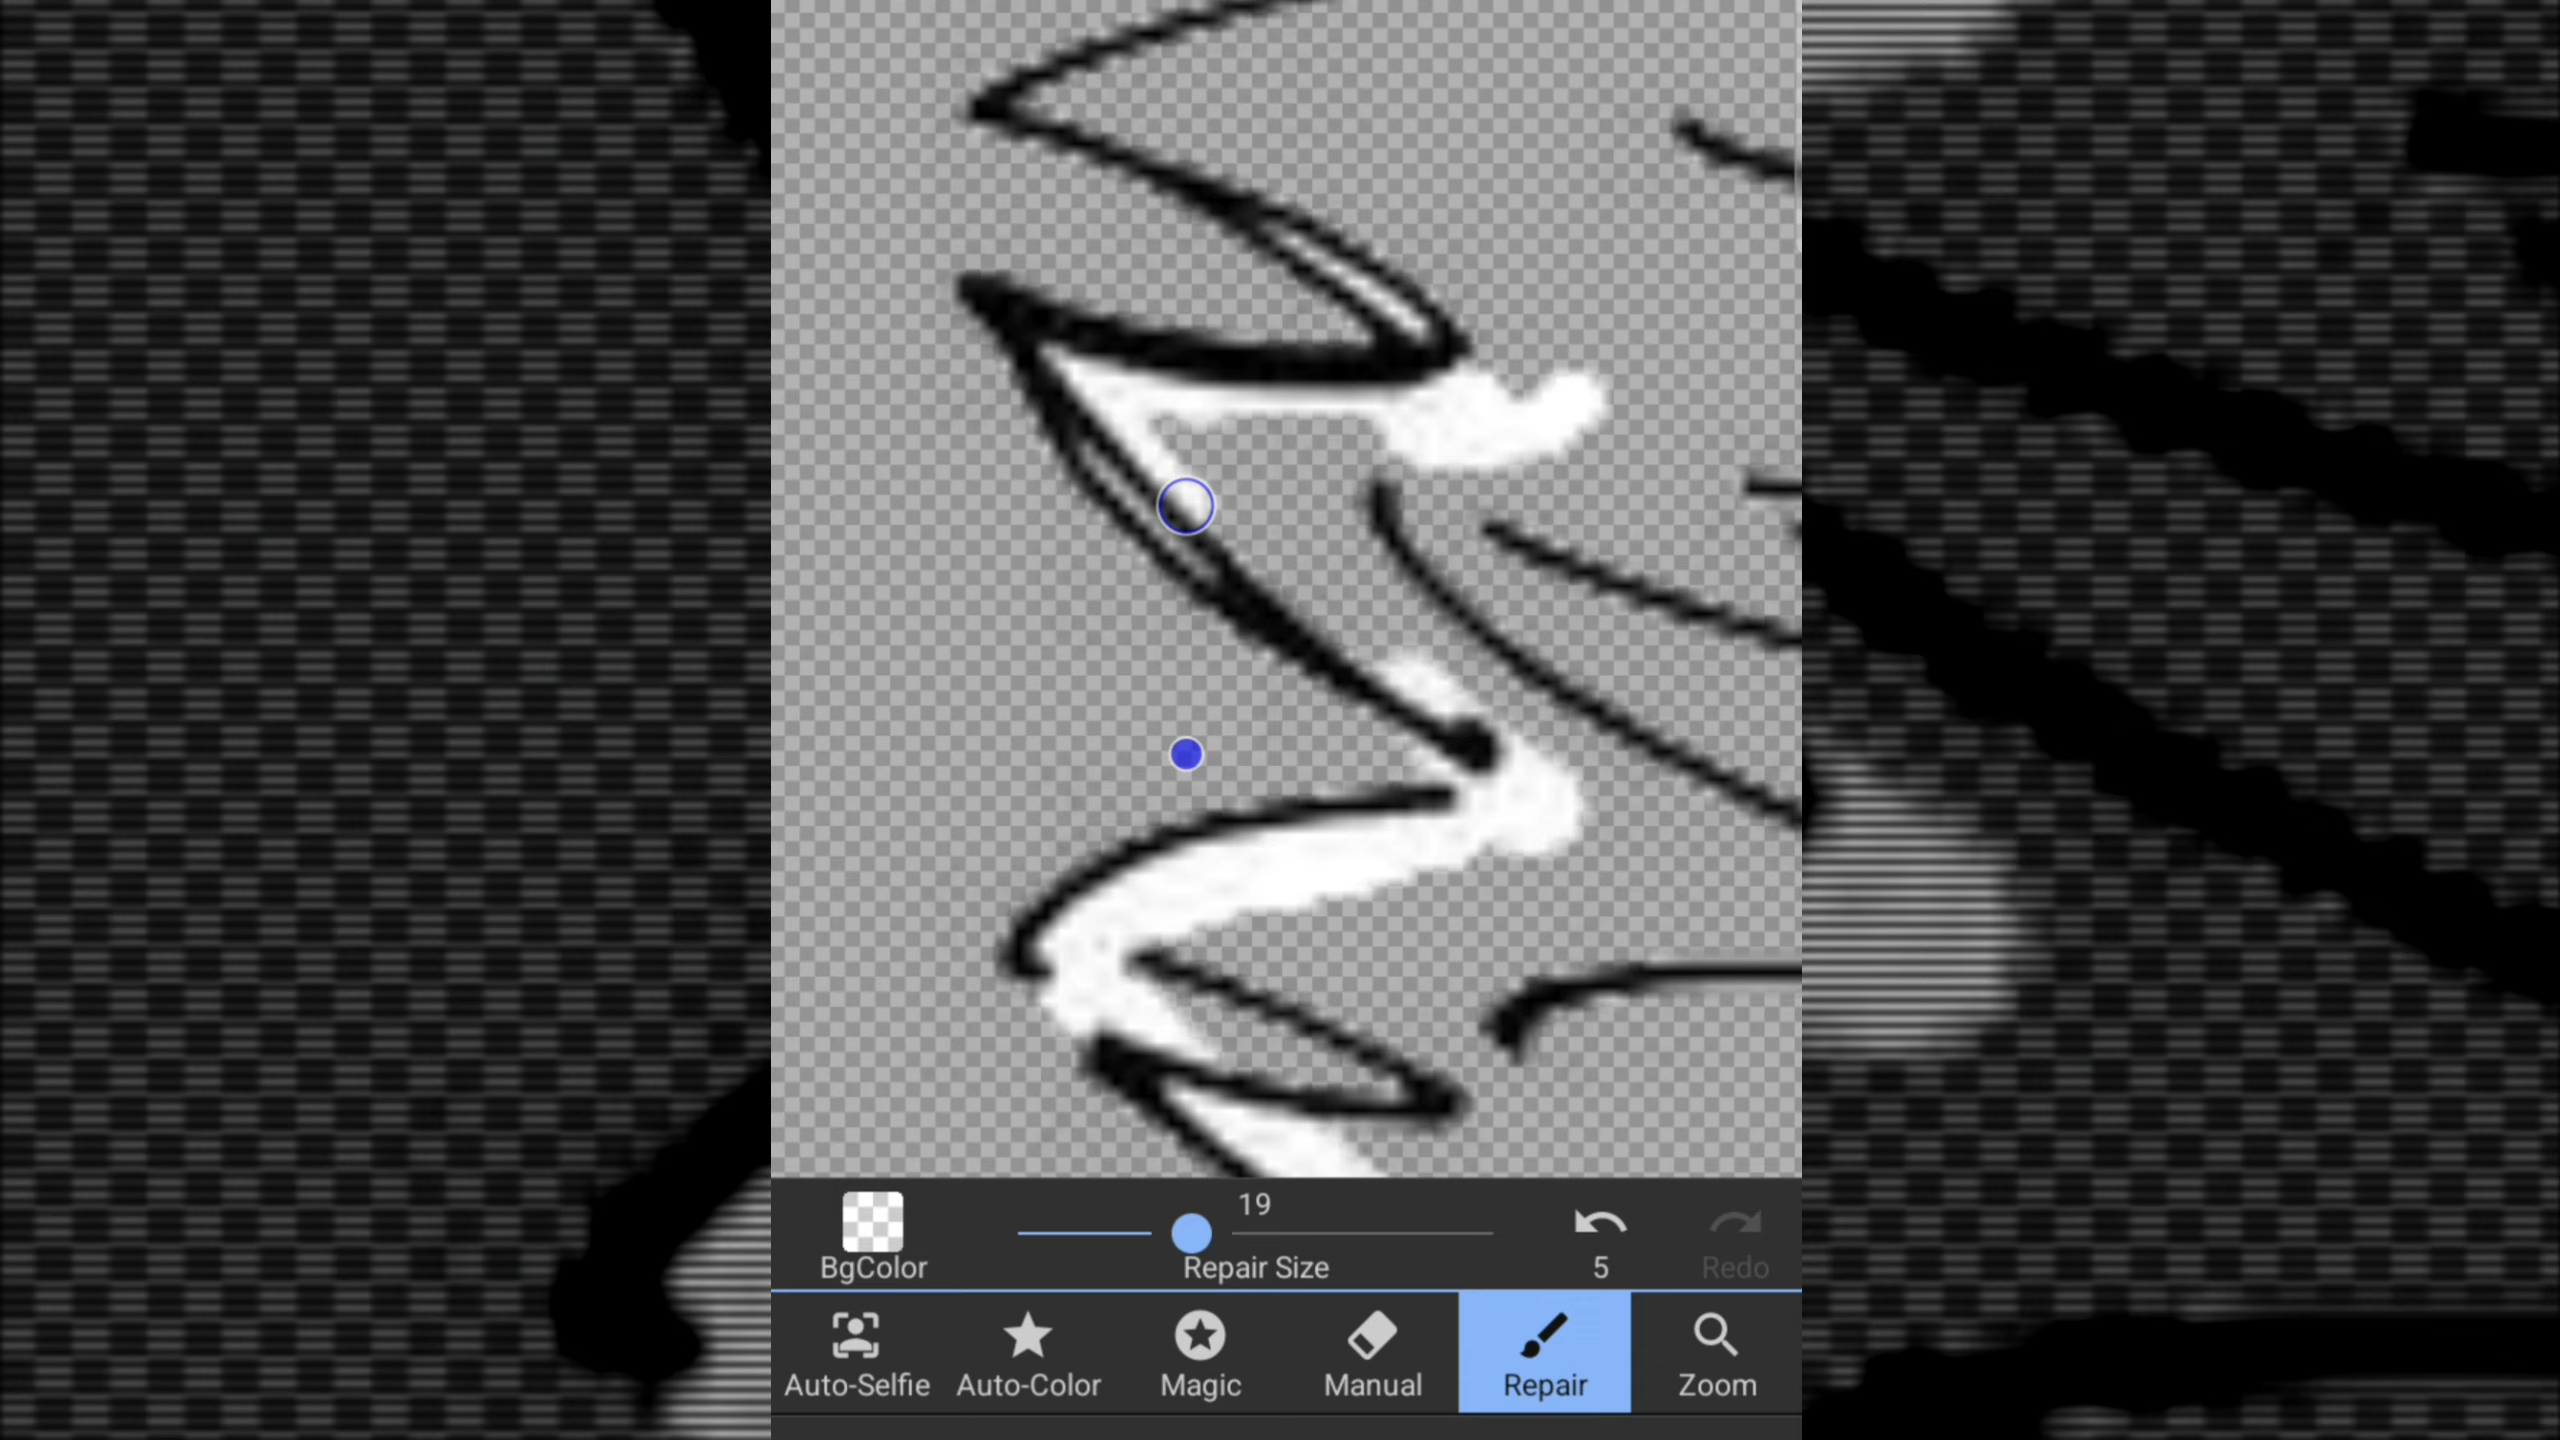 19
BgColor
Repair Size
5
Redo
Auto-Selfie
Auto-Color
Magic
Manual
Repair
Zoom